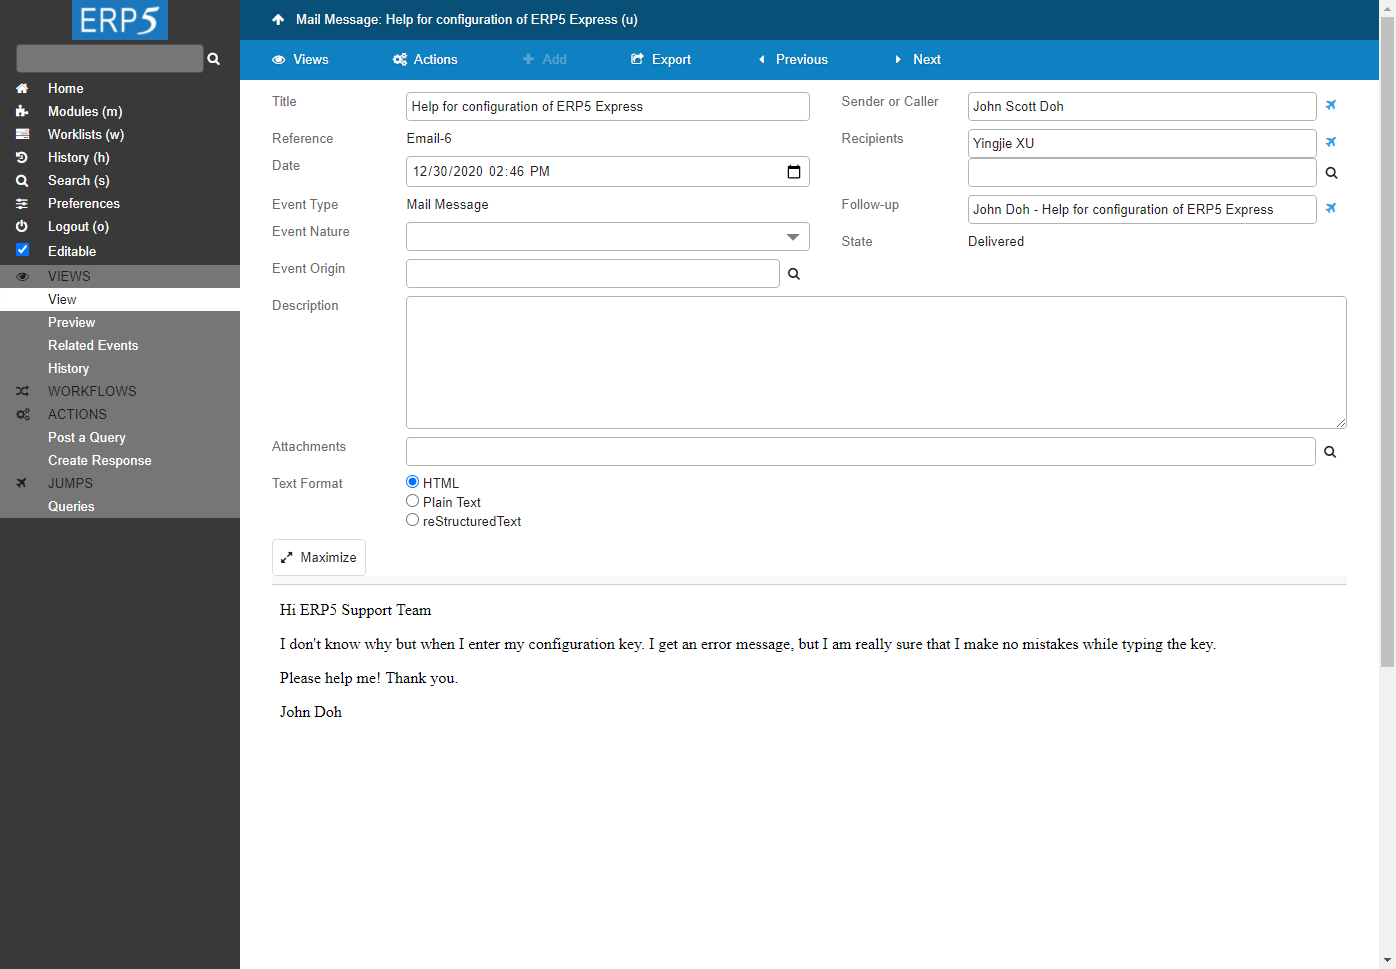 ERP5
Mail Message: Help for configuration of ERP5 Express (u)
Views
Actions
Add
Export
Previous
Next
Home
Modules (m)
Worklists (w)
History (h)
Search (s)
Preferences
Logout (o)
Editable
VIEWS
View
Preview
Related Events
History
WORKFLOWS
ACTIONS
Post a Query
Create Response
JUMPS
Queries
Title
Help for configuration of ERP5 Express
Reference
Email-6
Date
12/30/2020 02:46 PM
Event Type
Mail Message
Event Nature
Event Origin
Sender or Caller
John Scott Doh
Recipients
Yingjie XU
Follow-up
John Doh - Help for configuration of ERP5 Express
State
Delivered
Description
Attachments
Text Format
HTML
Plain Text
reStructuredText
Maximize
Hi ERP5 Support Team
I don't know why but when I enter my configuration key. I get an error message, but I am really sure that I make no mistakes while typing the key.
Please help me! Thank you.
John Doh